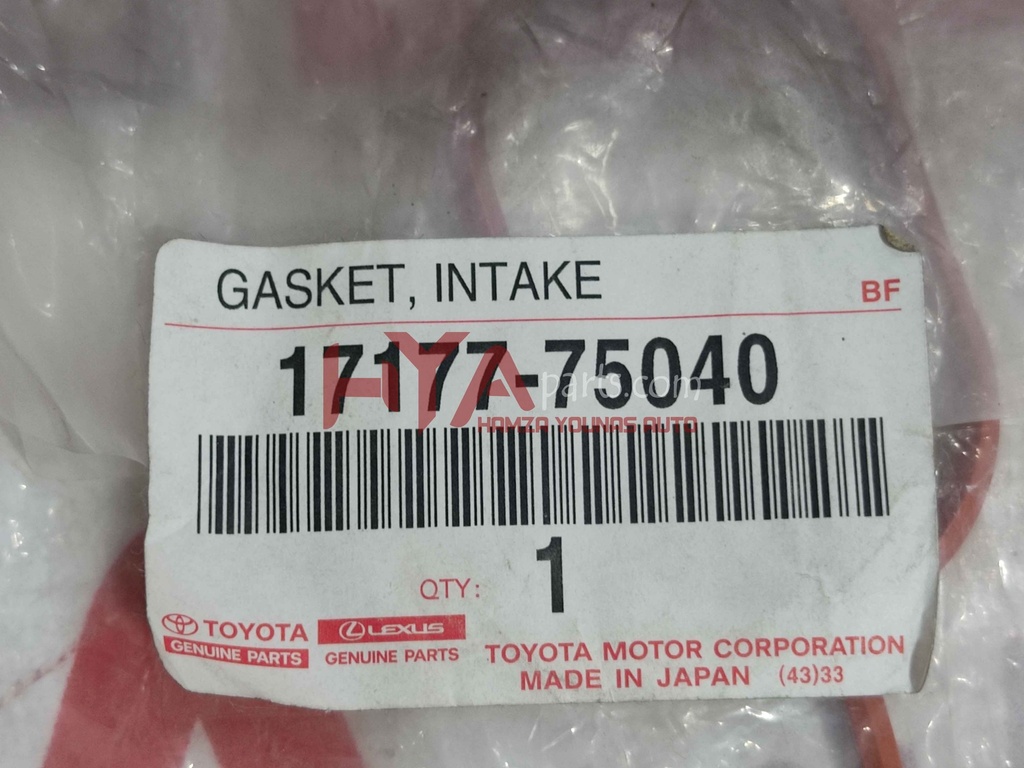 GASKET, INTAKE
BF
17177-75040
HYA parts.com
HAMZA YOUNAS AUTO
QTY: 1
TOYOTA
GENUINE PARTS
LEXUS
GENUINE PARTS
TOYOTA MOTOR CORPORATION
MADE IN JAPAN (43)33